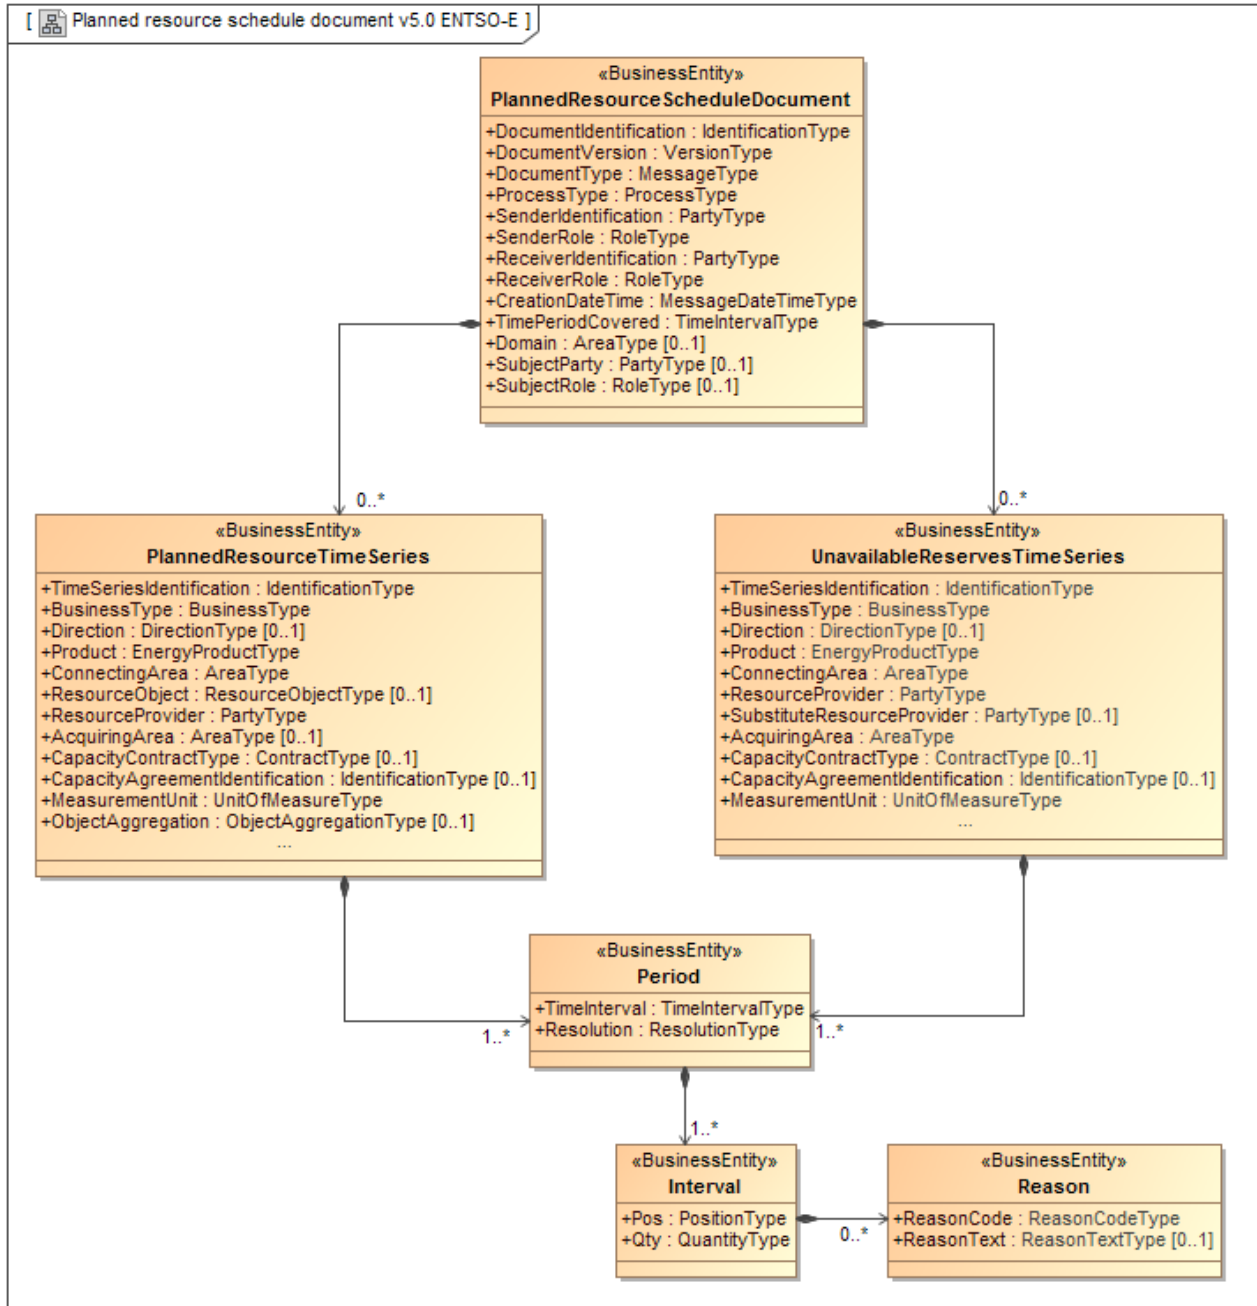 [ Planned resource schedule document v5.0 ENTSO-E ]
«BusinessEntity»
PlannedResourceScheduleDocument
+DocumentIdentification : IdentificationType
+DocumentVersion : VersionType
+DocumentType : MessageType
+ProcessType : ProcessType
+SenderIdentification : PartyType
+SenderRole : RoleType
+ReceiverIdentification : PartyType
+ReceiverRole : RoleType
+CreationDateTime : MessageDateTimeType
+TimePeriodCovered : TimeIntervalType
+Domain : AreaType [0..1]
+SubjectParty : PartyType [0..1]
+SubjectRole : RoleType [0..1]
0..*
0..*
«BusinessEntity»
PlannedResourceTimeSeries
+TimeSeriesIdentification : IdentificationType
+BusinessType : BusinessType
+Direction : DirectionType [0..1]
+Product : EnergyProductType
+ConnectingArea : AreaType
+ResourceObject : ResourceObjectType [0..1]
+ResourceProvider : PartyType
+AcquiringArea : AreaType [0..1]
+CapacityContractType : ContractType [0..1]
+CapacityAgreementIdentification : IdentificationType [0..1]
+MeasurementUnit : UnitOfMeasureType
+ObjectAggregation : ObjectAggregationType [0..1]
...
«BusinessEntity»
UnavailableReservesTimeSeries
+TimeSeriesIdentification : IdentificationType
+BusinessType : BusinessType
+Direction : DirectionType [0..1]
+Product : EnergyProductType
+ConnectingArea : AreaType
+ResourceProvider : PartyType
+SubstituteResourceProvider : PartyType [0..1]
+AcquiringArea : AreaType
+CapacityContractType : ContractType [0..1]
+CapacityAgreementIdentification : IdentificationType [0..1]
+MeasurementUnit : UnitOfMeasureType
...
«BusinessEntity»
Period
+TimeInterval : TimeIntervalType
+Resolution : ResolutionType
1..*
1..*
1..*
«BusinessEntity»
Interval
+Pos : PositionType
+Qty : QuantityType
0..*
«BusinessEntity»
Reason
+ReasonCode : ReasonCodeType
+ReasonText : ReasonTextType [0..1]